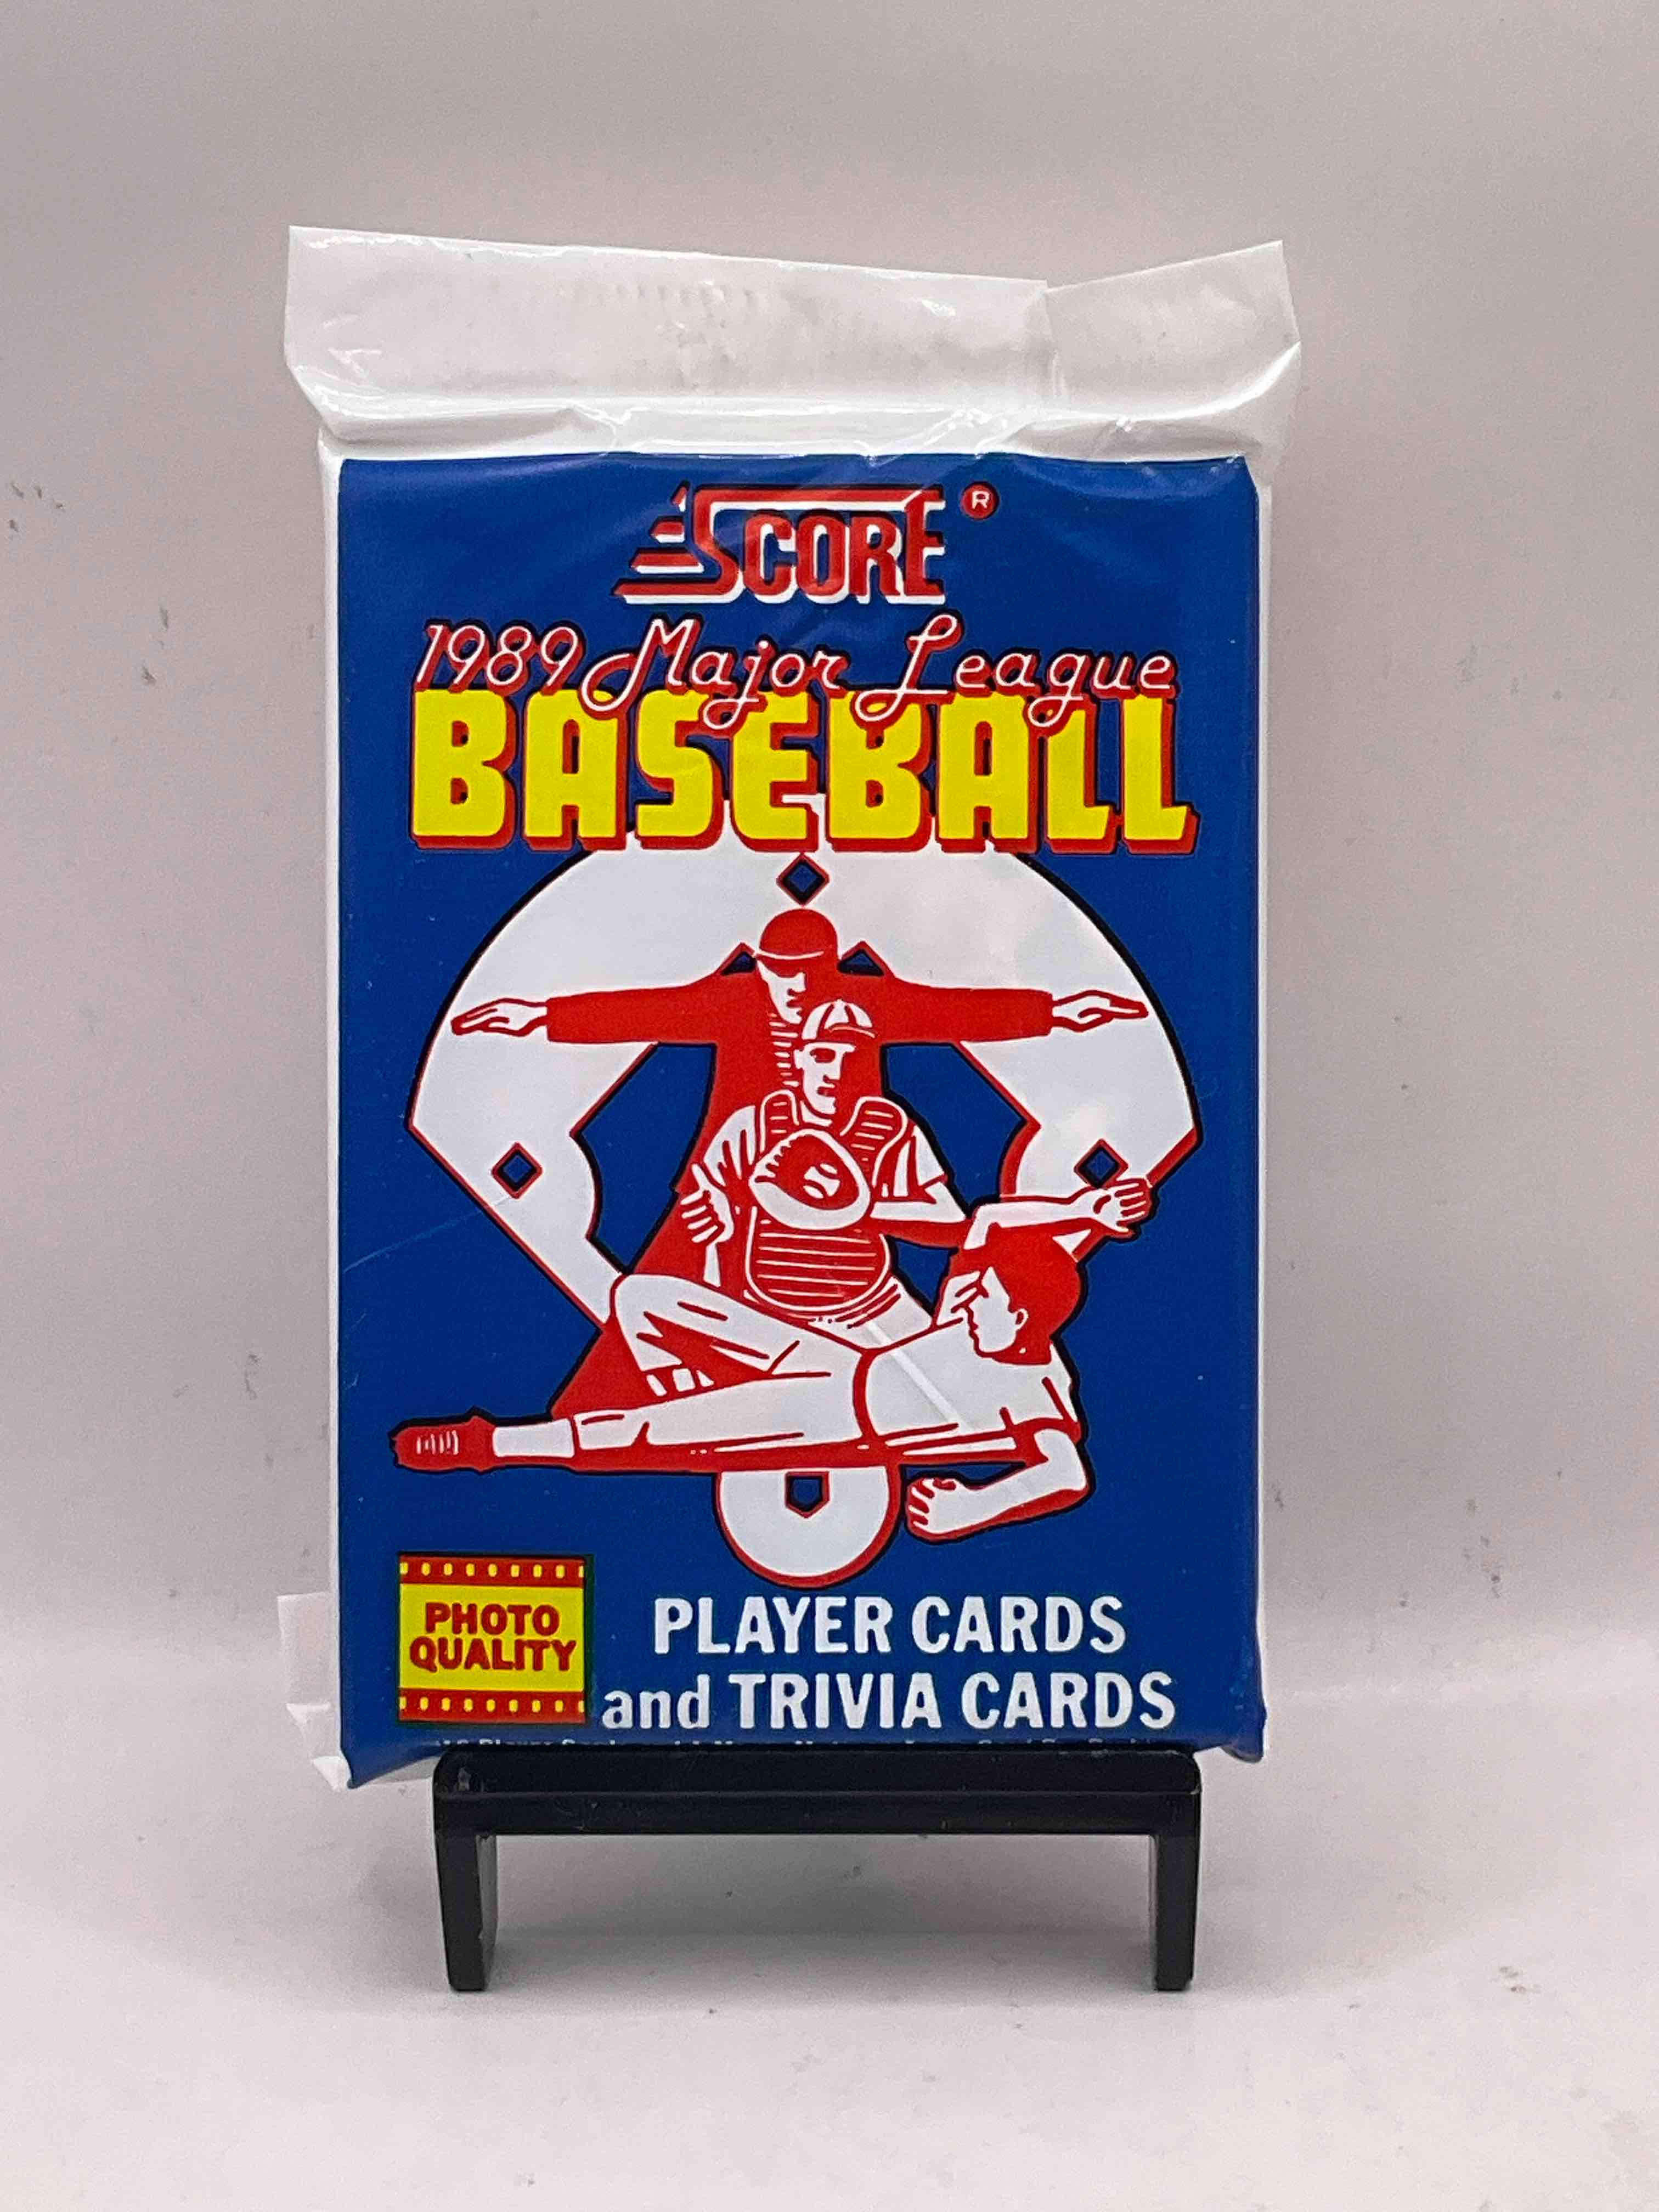 SCORE ®
1989 Major League
BASEBALL
PHOTO
QUALITY
PLAYER CARDS
and TRIVIA CARDS